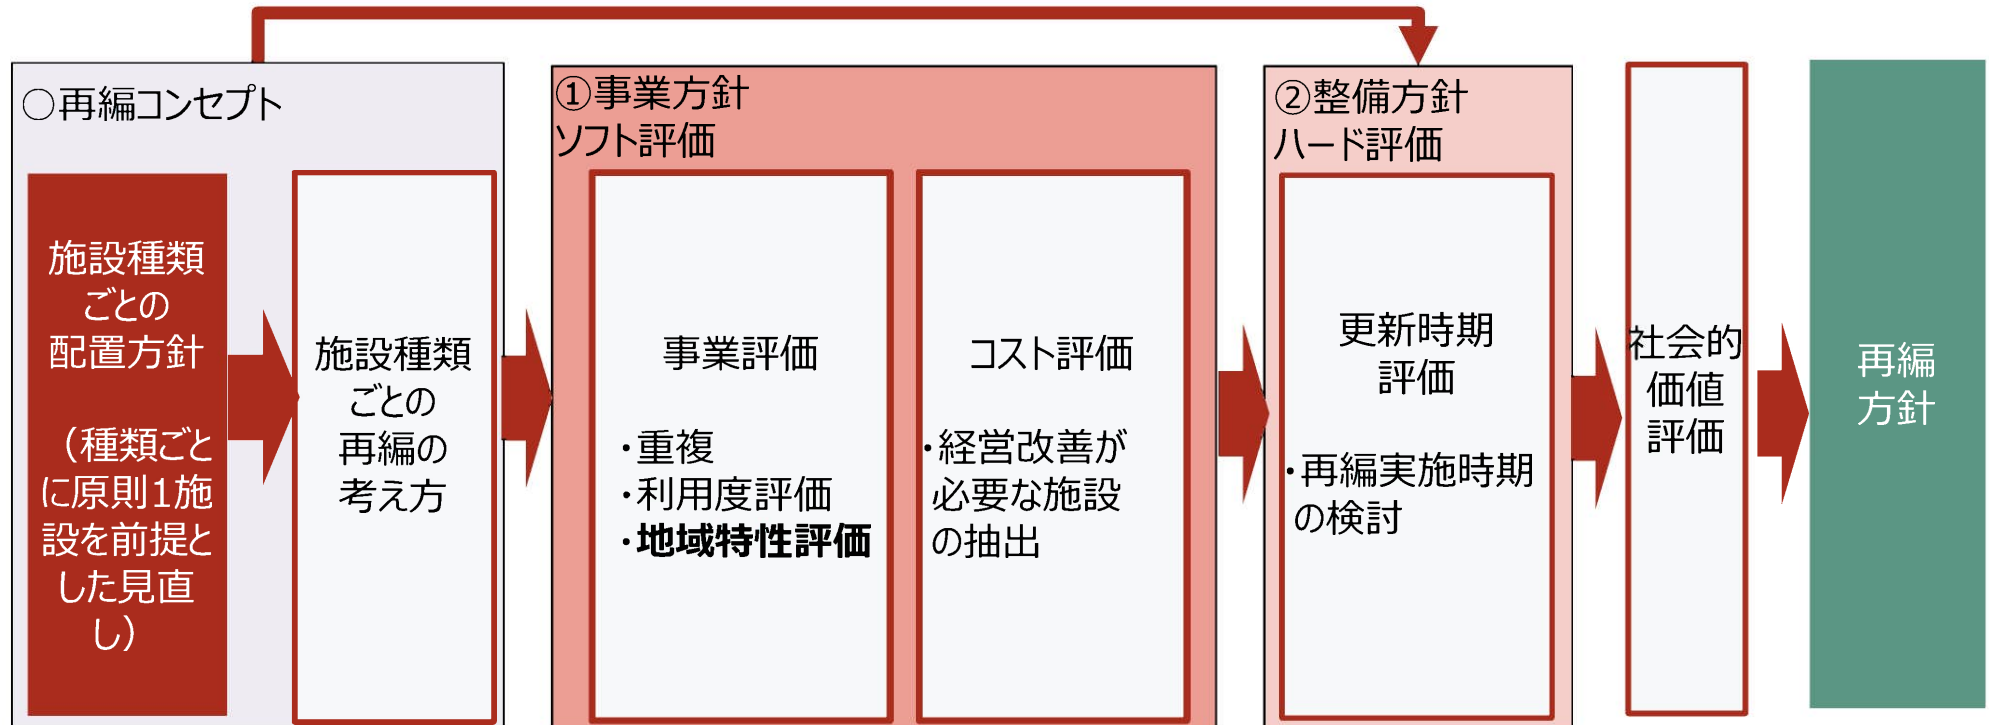 ○再編コンセプト
施設種類
ごとの
配置方針
（種類ごと
に原則1施
設を前提と
した見直
し）
施設種類
ごとの
再編の
考え方
①事業方針
ソフト評価
事業評価
・重複
・利用度評価
・地域特性評価
コスト評価
・経営改善が
必要な施設
の抽出
②整備方針
ハード評価
更新時期
評価
・再編実施時期
の検討
社会的
価値
評価
再編
方針